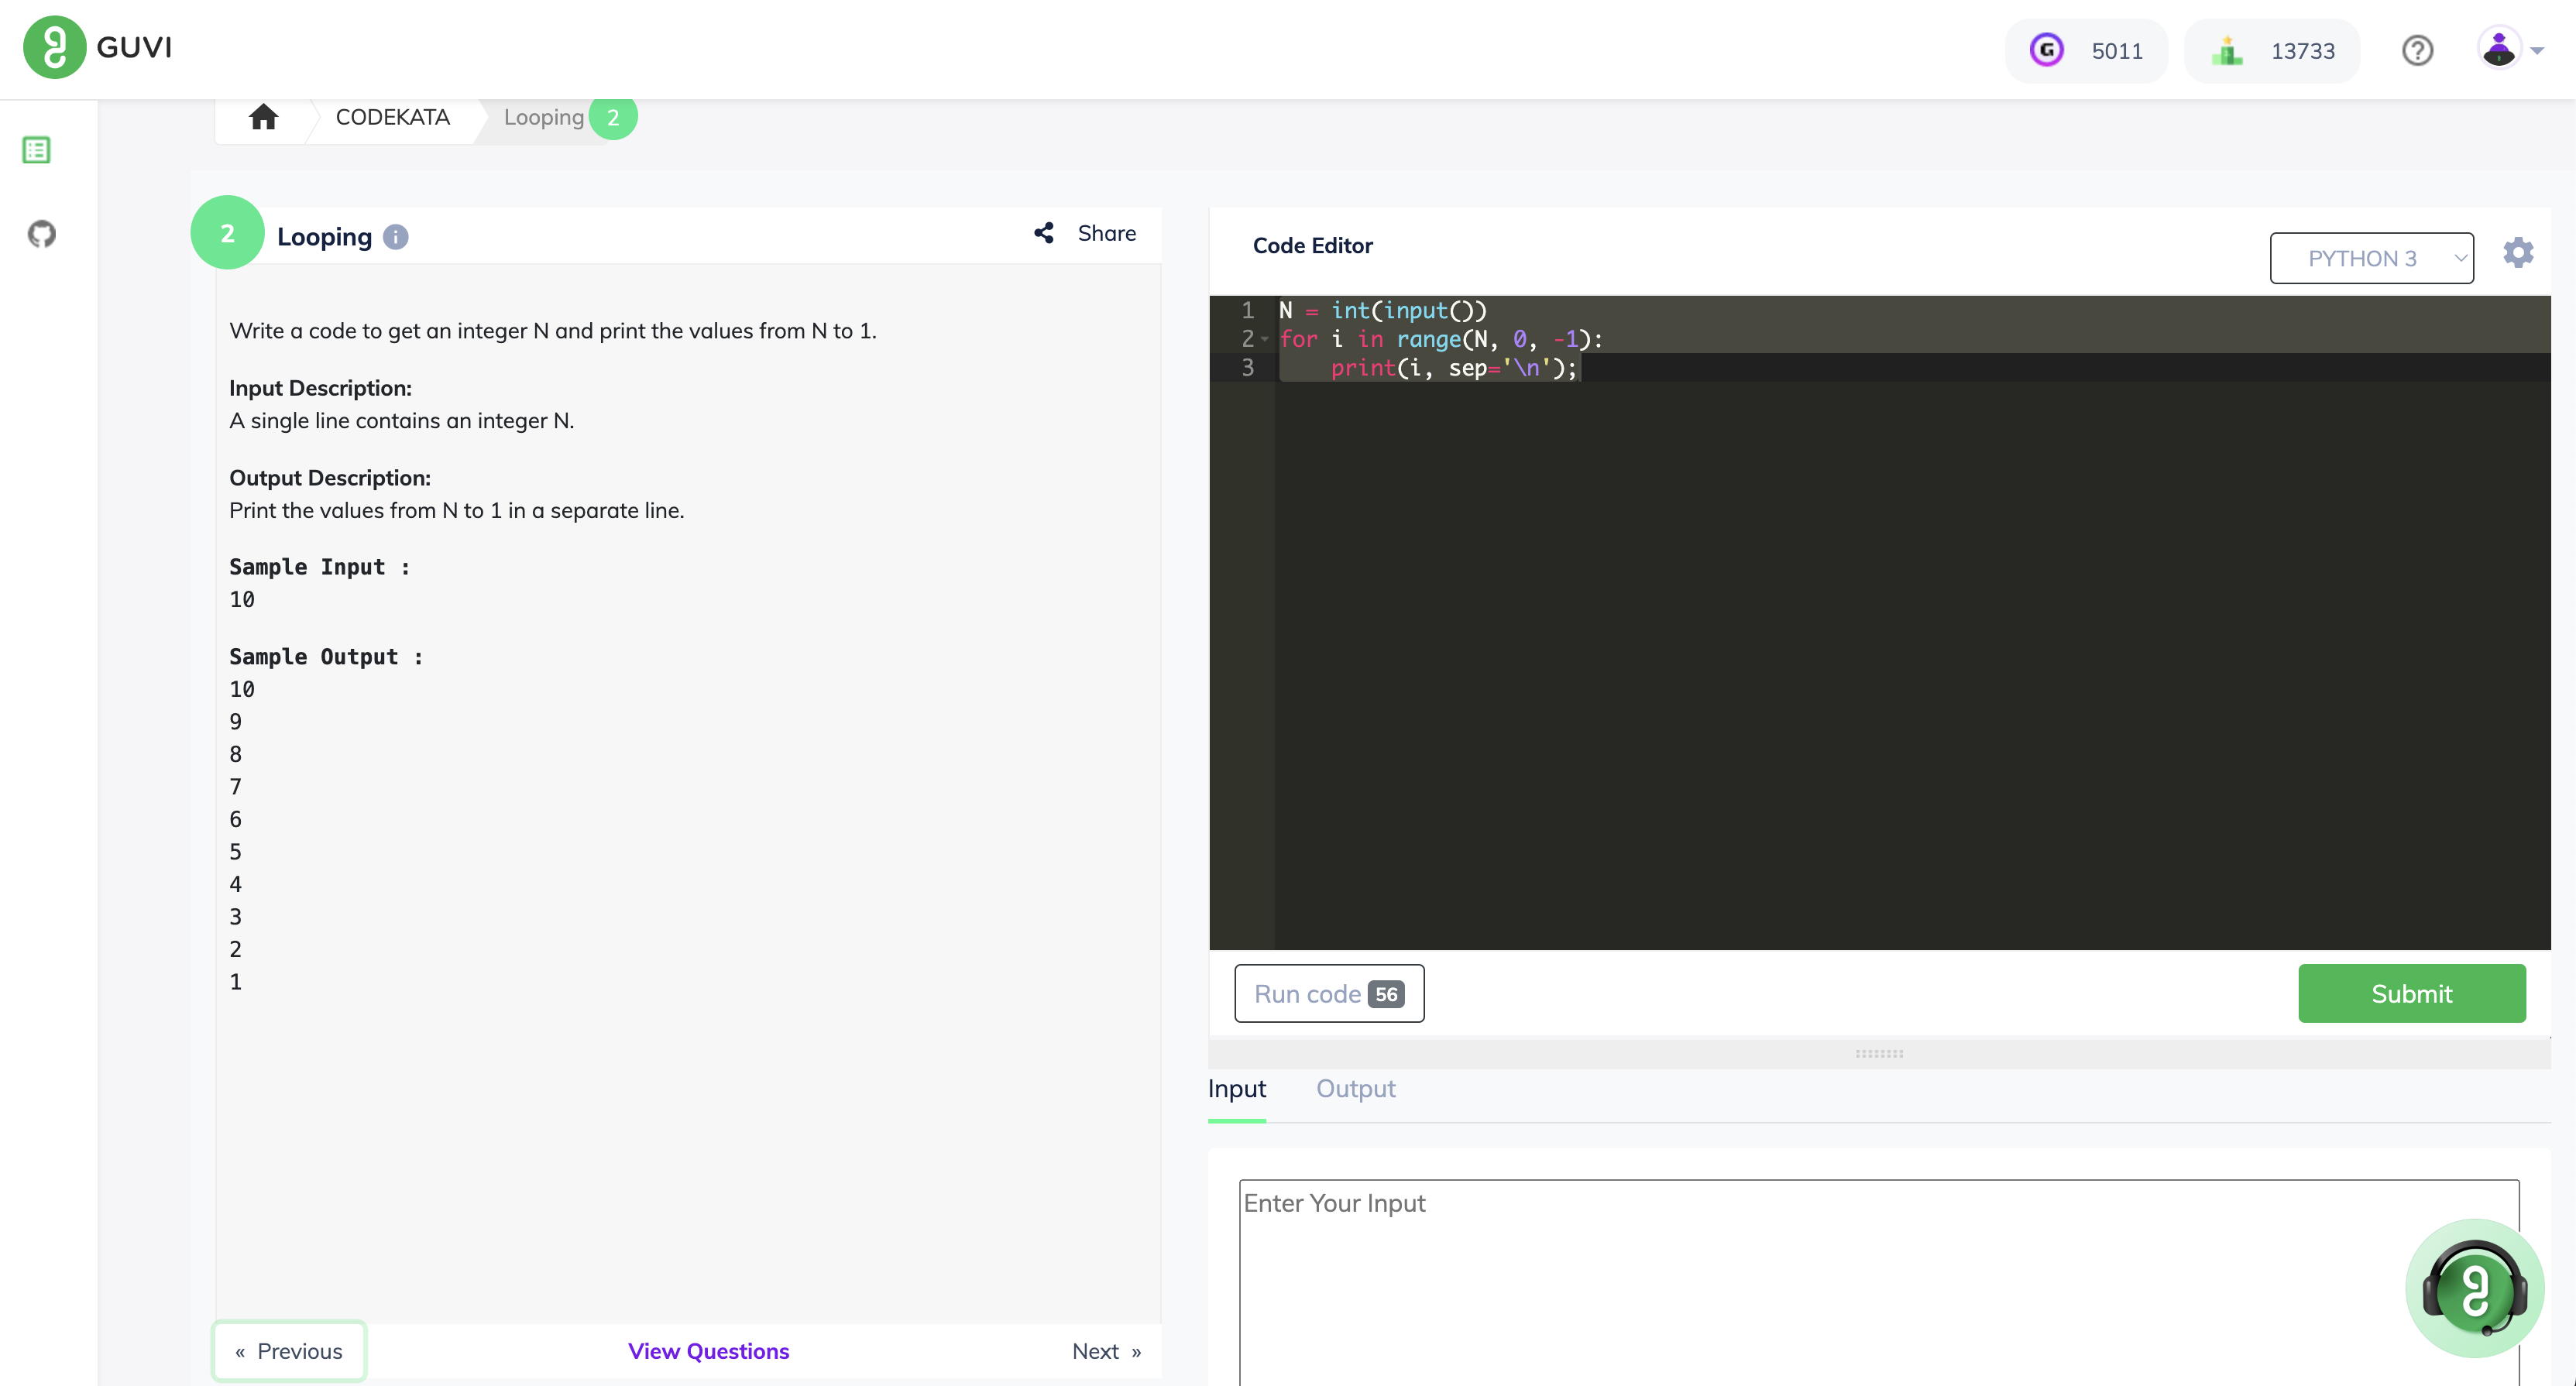 GUVI
5011
13733
CODEKATA
Looping
2
2
Looping
Share
Write a code to get an integer N and print the values from N to 1.
Input Description:
A single line contains an integer N.
Output Description:
Print the values from N to 1 in a separate line.
Sample Input :
10
Sample Output :
10
9
8
7
6
5
4
3
2
1
« Previous
View Questions
Next »
Code Editor
PYTHON 3
1 N = int(input())
2 for i in range(N, 0, -1):
3     print(i, sep='\n');
Run code 56
Submit
Input
Output
Enter Your Input